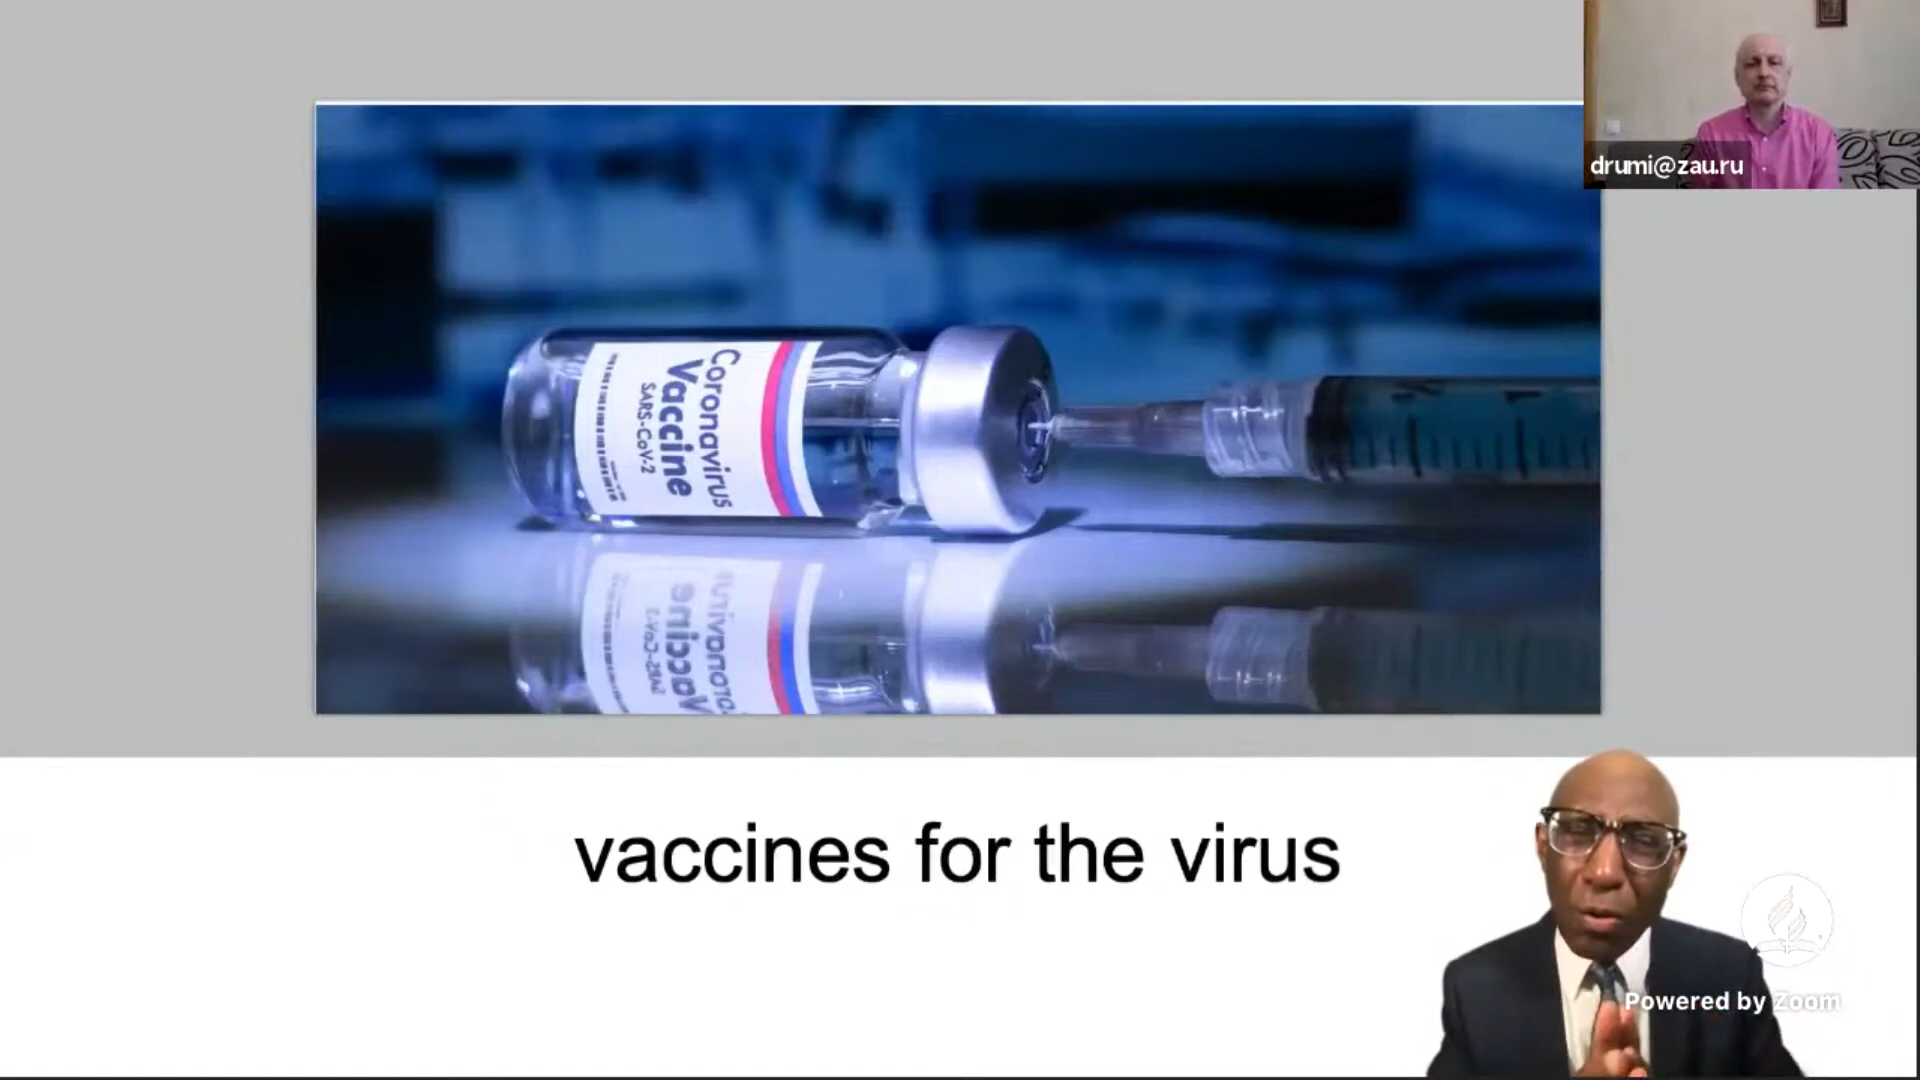 drumi@zau.ru
Coronavirus
Vaccine
SARS-CoV-2
vaccines for the virus
Powered by Zoom